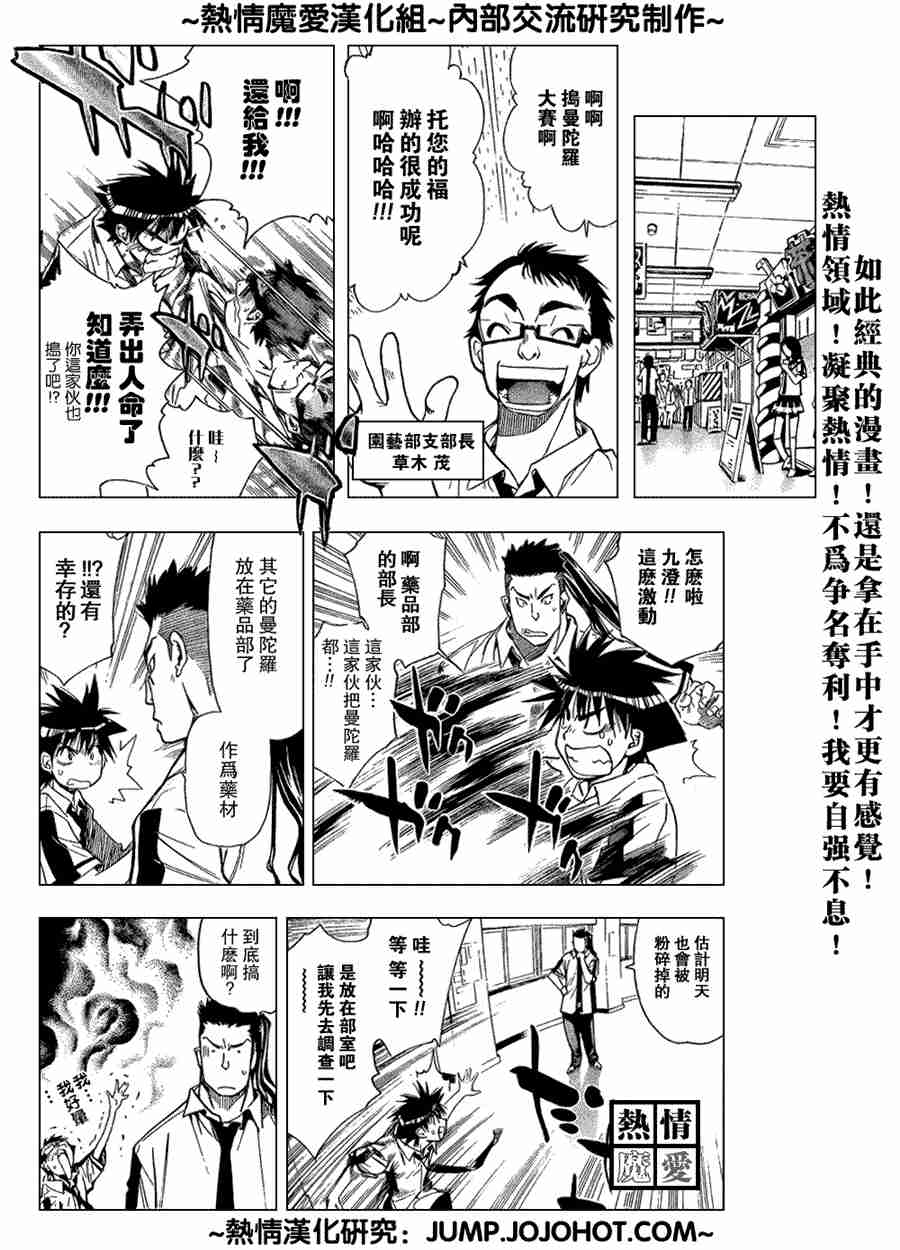 ~熱情魔愛漢化組~內部交流研究制作~
如此經典的漫畫！還是拿在手中才更有感覺！
熱情領域！凝聚熱情！不爲争名奪利！我要自强不息！
啊啊
搗曼陀羅
大賽啊
托您的福
辦的很成功呢
啊哈哈哈!!!
園藝部支部長
草木 茂
啊!!!
還給我!!!
弄出人命了
知道麽!!!
你這家伙也
搗了吧!?
哇~
什麽??
怎麽啦
九澄!!
這麽激動
啊 藥品部
的部長
這家伙…
這家伙把曼陀羅
都…!!
其它的曼陀羅
放在藥品部了
作爲藥材
!!?還有
幸存的?
估計明天
也會被
粉碎掉的
哇~~!!
等等一下
是放在部室吧
讓我先去調查一下
到底搞
什麽啊?
我…
…我好暈
熱情
魔愛
~熱情漢化研究：JUMP.JOJOHOT.COM~